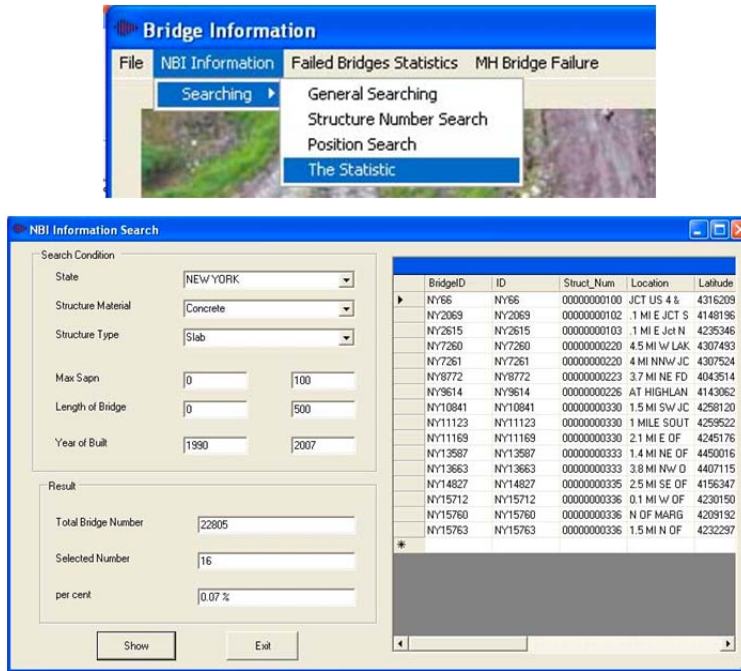 Bridge Information
File NBI Information Failed Bridges Statistics MH Bridge Failure
Searching General Searching
Structure Number Search
Position Search
The Statistic
NBI Information Search
Search Condition
State NEW YORK
Structure Material Concrete
Structure Type Slab
Max Sapn 0 100
Length of Bridge 0 500
Year of Built 1990 2007
Result
Total Bridge Number 22805
Selected Number 16
per cent 0.07 %
Show Exit
BridgeID ID Struct_Num Location Latitude
NY66 NY66 00000000100 JCT US 4 & 4316209
NY2069 NY2069 00000000102 .1 MI E JCT S 4148196
NY2615 NY2615 00000000103 .1 MI E Jct N 4235346
NY7260 NY7260 00000000220 4.5 MI W LAK 4307493
NY7261 NY7261 00000000220 4 MI NNW JC 4307524
NY8772 NY8772 00000000223 3.7 MI NE FD 4043514
NY9614 NY9614 00000000226 AT HIGHLAN 4143062
NY10841 NY10841 00000000330 1.5 MI SW JC 4258120
NY11123 NY11123 00000000330 1 MILE SOUT 4259522
NY11169 NY11169 00000000330 2.1 MI E OF 4245176
NY13587 NY13587 00000000333 1.4 MI NE OF 4450016
NY13663 NY13663 00000000333 3.8 MI NW O 4407115
NY14827 NY14827 00000000335 2.5 MI SE OF 4156347
NY15712 NY15712 00000000336 0.1 MI W OF 4230150
NY15760 NY15760 00000000336 N OF MARG 4209192
NY15763 NY15763 00000000336 1.5 MI N OF 4232297